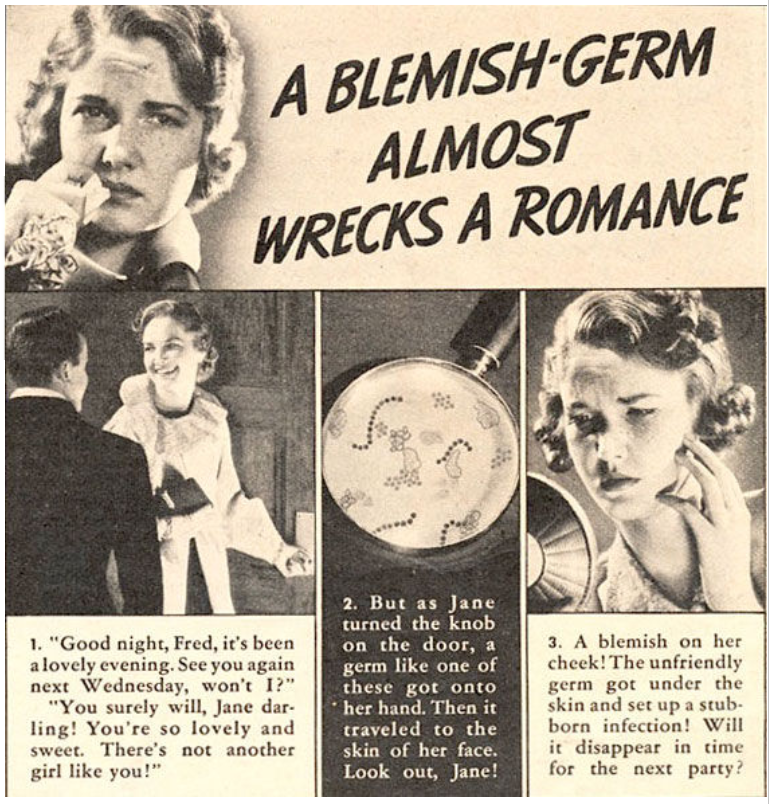 A BLEMISH-GERM
ALMOST
WRECKS A ROMANCE
1. "Good night, Fred, it's been
a lovely evening. See you again
next Wednesday, won't I?"
"You surely will, Jane dar-
ling! You're so lovely and
sweet. There's not another
girl like you!"
2. But as Jane
turned the knob
on the door, a
germ like one of
these got onto
her hand. Then it
traveled to the
skin of her face.
Look out, Jane!
3. A blemish on her
cheek! The unfriendly
germ got under the
skin and set up a stub-
born infection! Will
it disappear in time
for the next party?